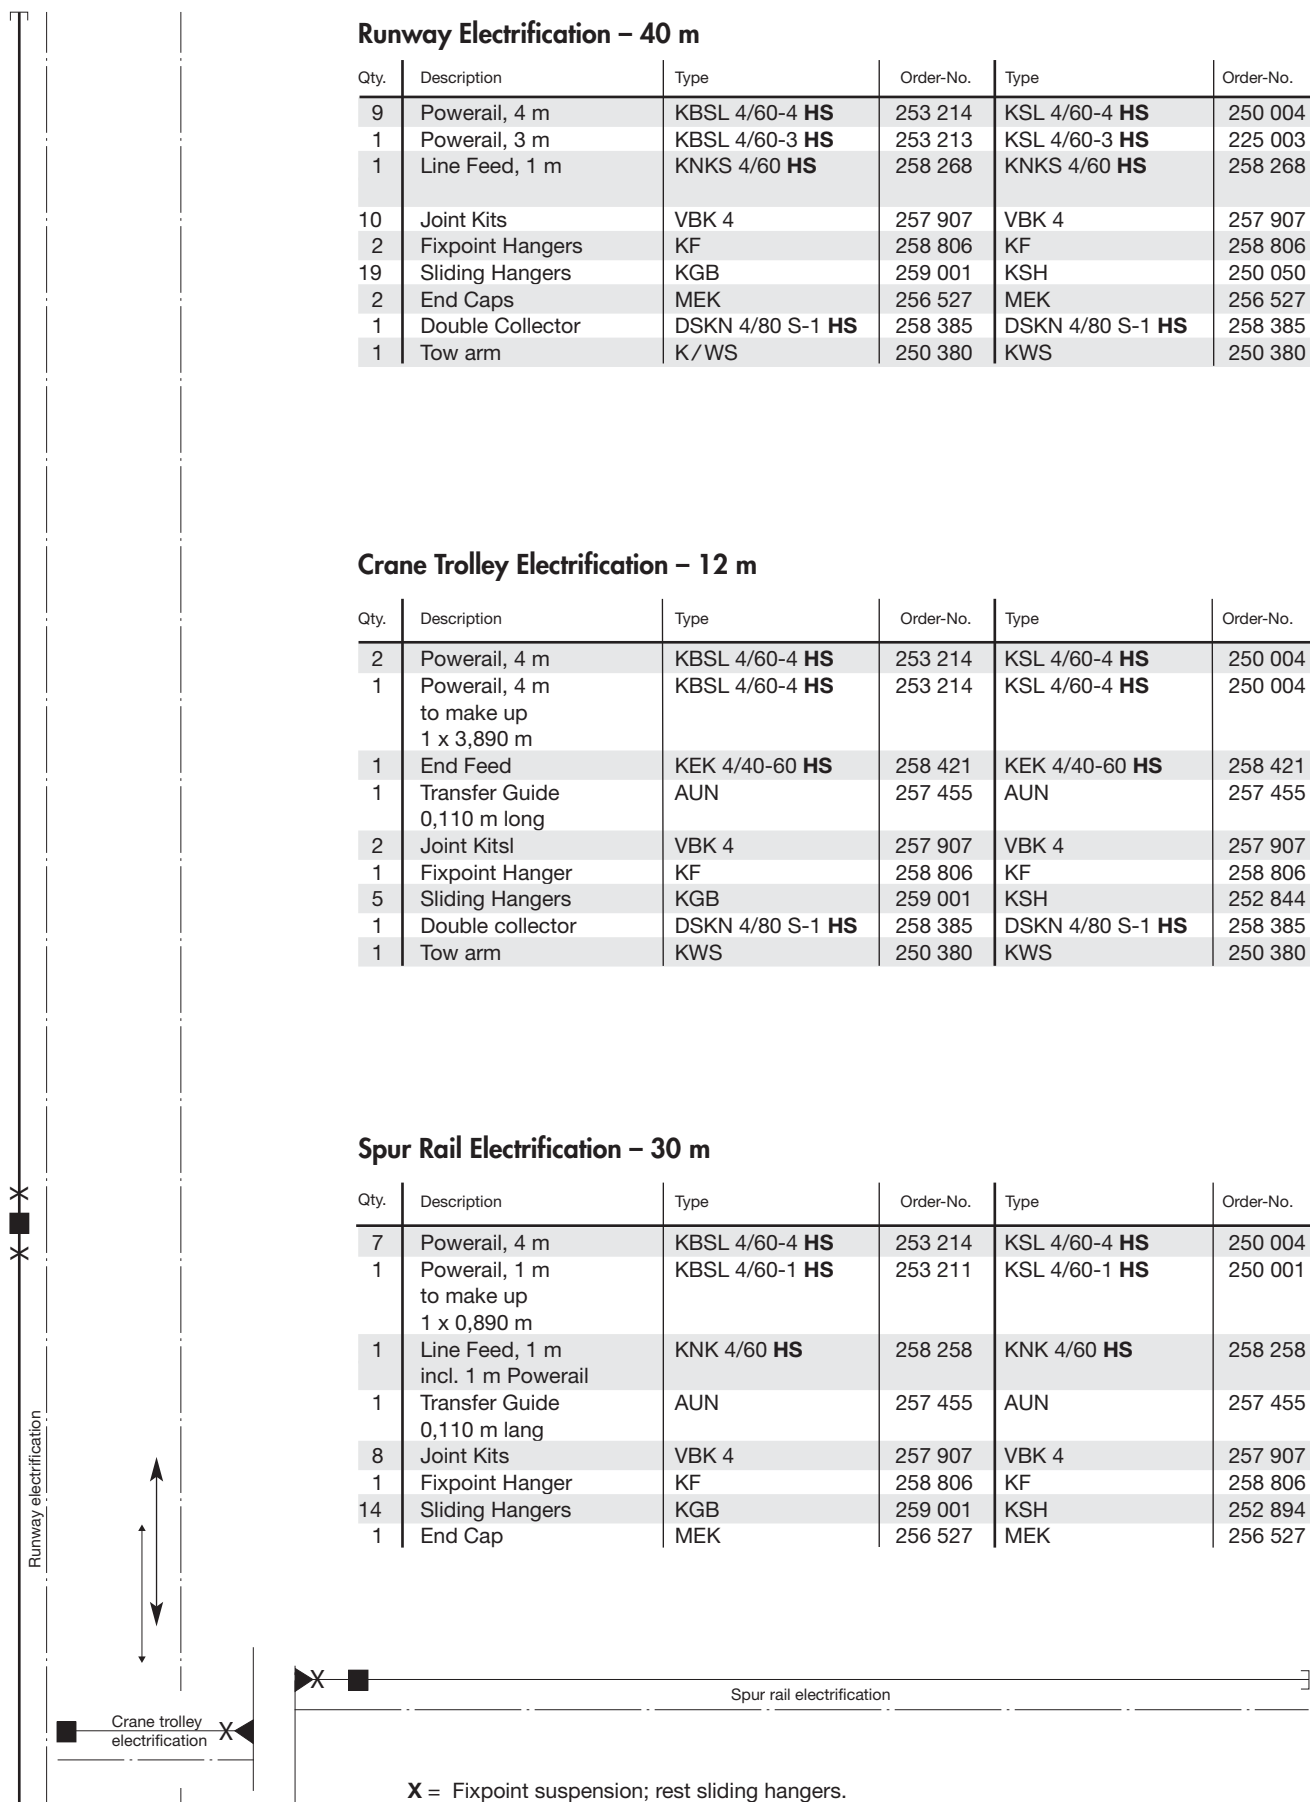 Runway Electrification – 40 m
Qty. Description Type Order-No. Type Order-No.
9 Powerail, 4 m KBSL 4/60-4 HS 253 214 KSL 4/60-4 HS 250 004
1 Powerail, 3 m KBSL 4/60-3 HS 253 213 KSL 4/60-3 HS 225 003
1 Line Feed, 1 m KNKS 4/60 HS 258 268 KNKS 4/60 HS 258 268
10 Joint Kits VBK 4 257 907 VBK 4 257 907
2 Fixpoint Hangers KF 258 806 KF 258 806
19 Sliding Hangers KGB 259 001 KSH 250 050
2 End Caps MEK 256 527 MEK 256 527
1 Double Collector DSKN 4/80 S-1 HS 258 385 DSKN 4/80 S-1 HS 258 385
1 Tow arm K/WS 250 380 KWS 250 380
Crane Trolley Electrification – 12 m
Qty. Description Type Order-No. Type Order-No.
2 Powerail, 4 m KBSL 4/60-4 HS 253 214 KSL 4/60-4 HS 250 004
1 Powerail, 4 m KBSL 4/60-4 HS 253 214 KSL 4/60-4 HS 250 004
to make up
1 x 3,890 m
1 End Feed KEK 4/40-60 HS 258 421 KEK 4/40-60 HS 258 421
1 Transfer Guide AUN 257 455 AUN 257 455
0,110 m long
2 Joint Kitsl VBK 4 257 907 VBK 4 257 907
1 Fixpoint Hanger KF 258 806 KF 258 806
5 Sliding Hangers KGB 259 001 KSH 252 844
1 Double collector DSKN 4/80 S-1 HS 258 385 DSKN 4/80 S-1 HS 258 385
1 Tow arm KWS 250 380 KWS 250 380
Spur Rail Electrification – 30 m
Qty. Description Type Order-No. Type Order-No.
7 Powerail, 4 m KBSL 4/60-4 HS 253 214 KSL 4/60-4 HS 250 004
1 Powerail, 1 m KBSL 4/60-1 HS 253 211 KSL 4/60-1 HS 250 001
to make up
1 x 0,890 m
1 Line Feed, 1 m KNK 4/60 HS 258 258 KNK 4/60 HS 258 258
incl. 1 m Powerail
1 Transfer Guide AUN 257 455 AUN 257 455
0,110 m lang
8 Joint Kits VBK 4 257 907 VBK 4 257 907
1 Fixpoint Hanger KF 258 806 KF 258 806
14 Sliding Hangers KGB 259 001 KSH 252 894
1 End Cap MEK 256 527 MEK 256 527
X
X
Runway electrification
X
Spur rail electrification
Crane trolley
electrification X
X = Fixpoint suspension; rest sliding hangers.